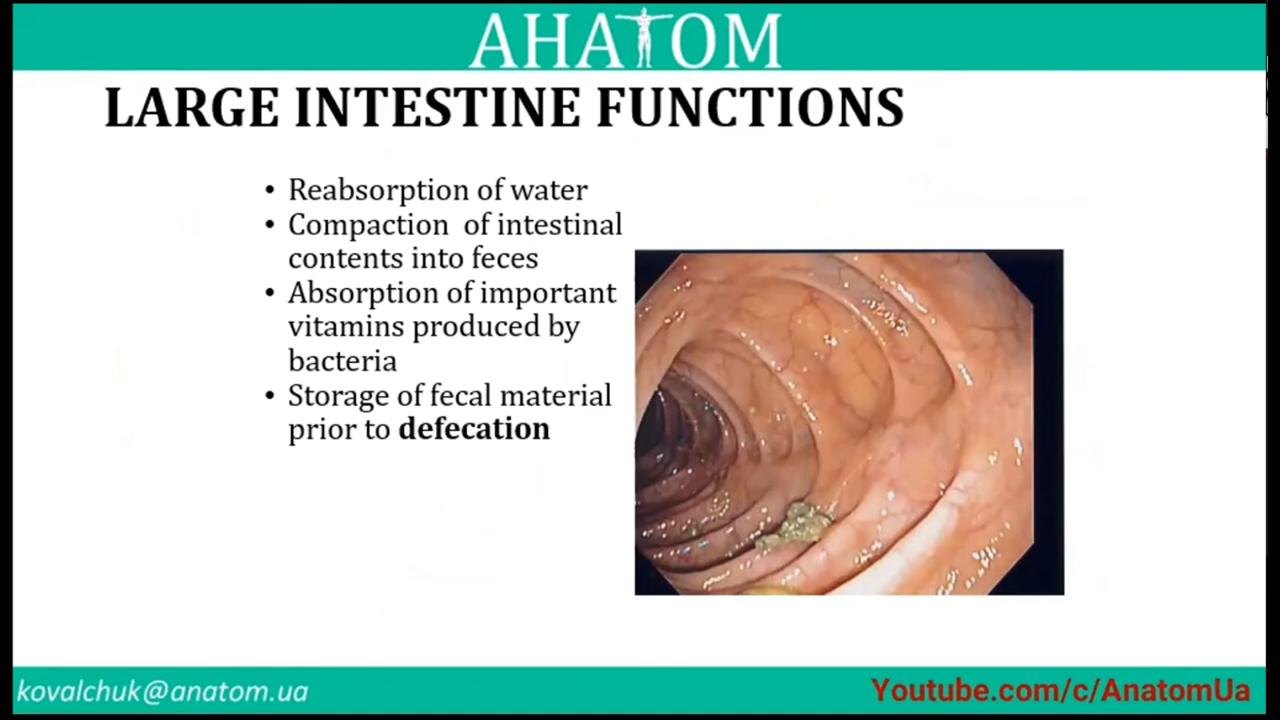 АНАТОМ
LARGE INTESTINE FUNCTIONS
• Reabsorption of water
• Compaction of intestinal
contents into feces
• Absorption of important
vitamins produced by
bacteria
• Storage of fecal material
prior to defecation
kovalchuk@anatom.ua
Youtube.com/c/AnatomUa